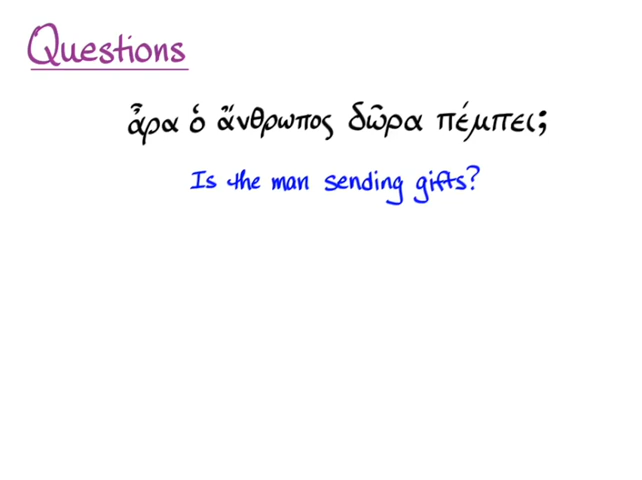 Questions
ἆρα ὁ ἄνθρωπος δῶρα πέμπει;
Is the man sending gifts?